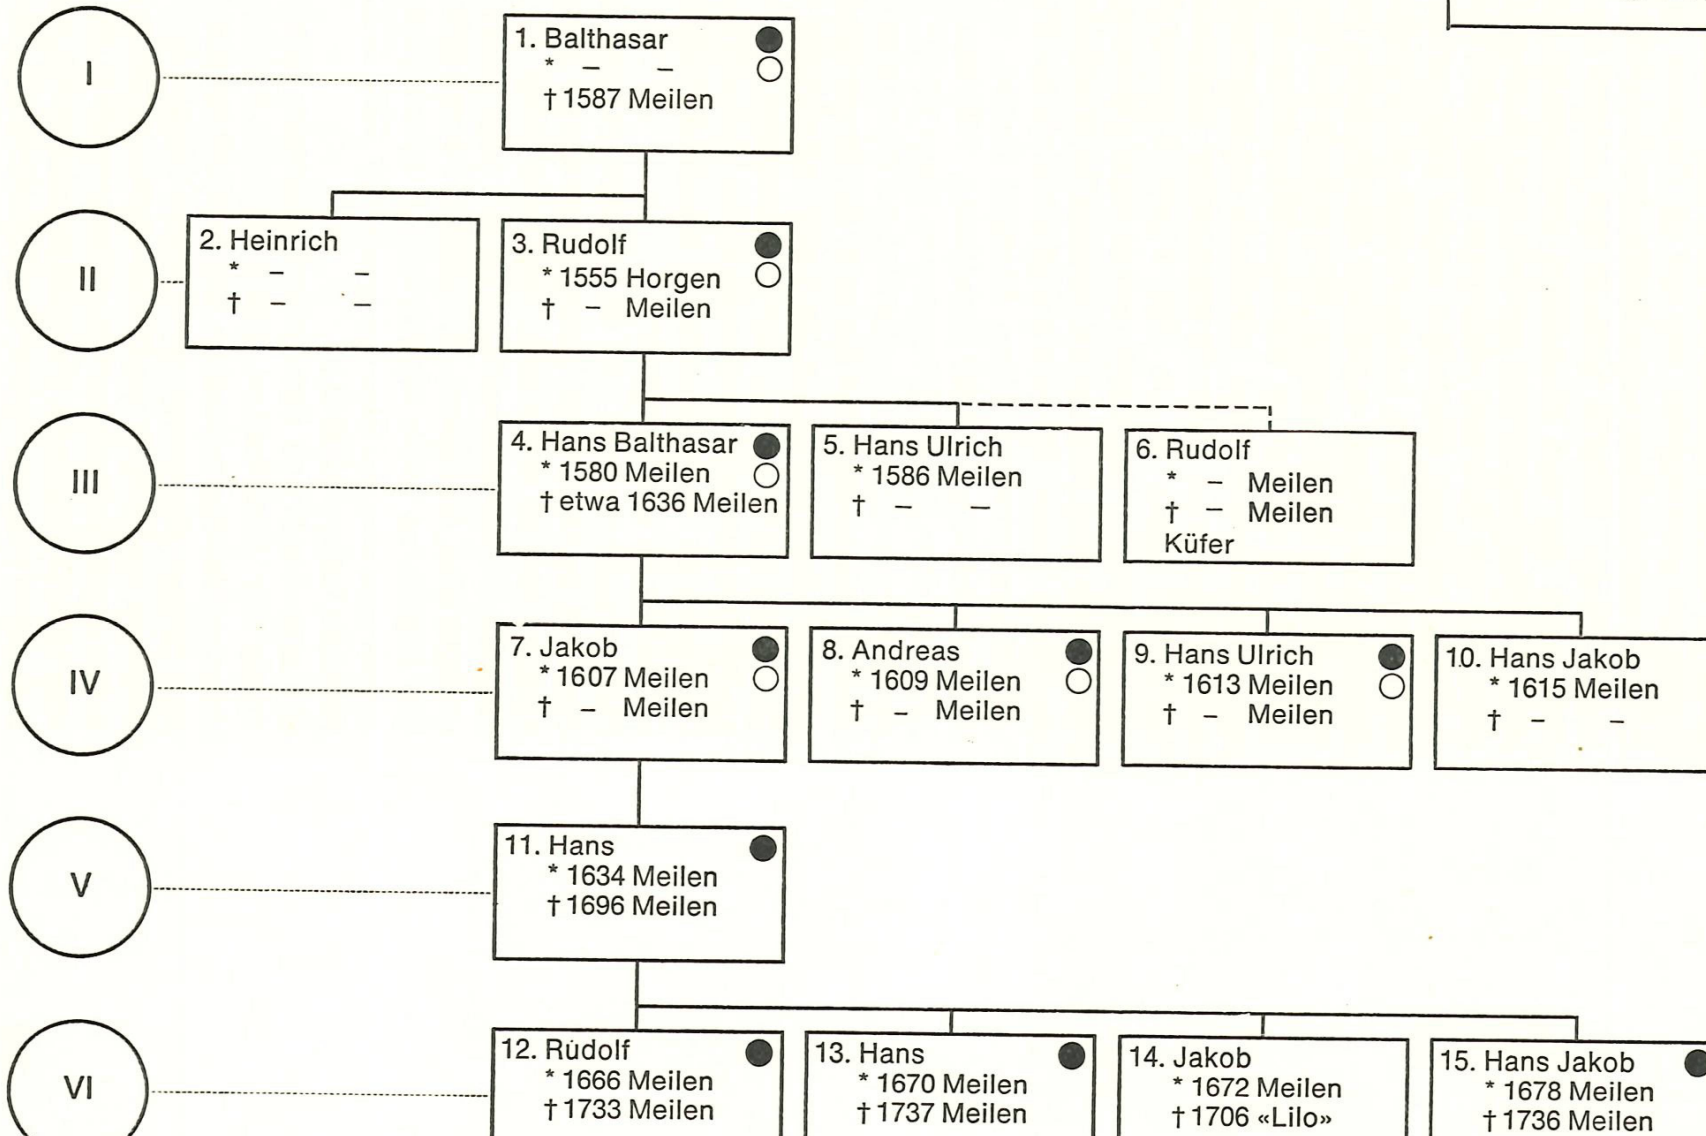 I
1. Balthasar
* – –
† 1587 Meilen
II
2. Heinrich
* – –
† – –
3. Rudolf
* 1555 Horgen
† – Meilen
III
4. Hans Balthasar
* 1580 Meilen
† etwa 1636 Meilen
5. Hans Ulrich
* 1586 Meilen
† – –
6. Rudolf
* – Meilen
† – Meilen
Küfer
IV
7. Jakob
* 1607 Meilen
† – Meilen
8. Andreas
* 1609 Meilen
† – Meilen
9. Hans Ulrich
* 1613 Meilen
† – Meilen
10. Hans Jakob
* 1615 Meilen
† – –
V
11. Hans
* 1634 Meilen
† 1696 Meilen
VI
12. Rudolf
* 1666 Meilen
† 1733 Meilen
13. Hans
* 1670 Meilen
† 1737 Meilen
14. Jakob
* 1672 Meilen
† 1706 «Lilo»
15. Hans Jakob
* 1678 Meilen
† 1736 Meilen